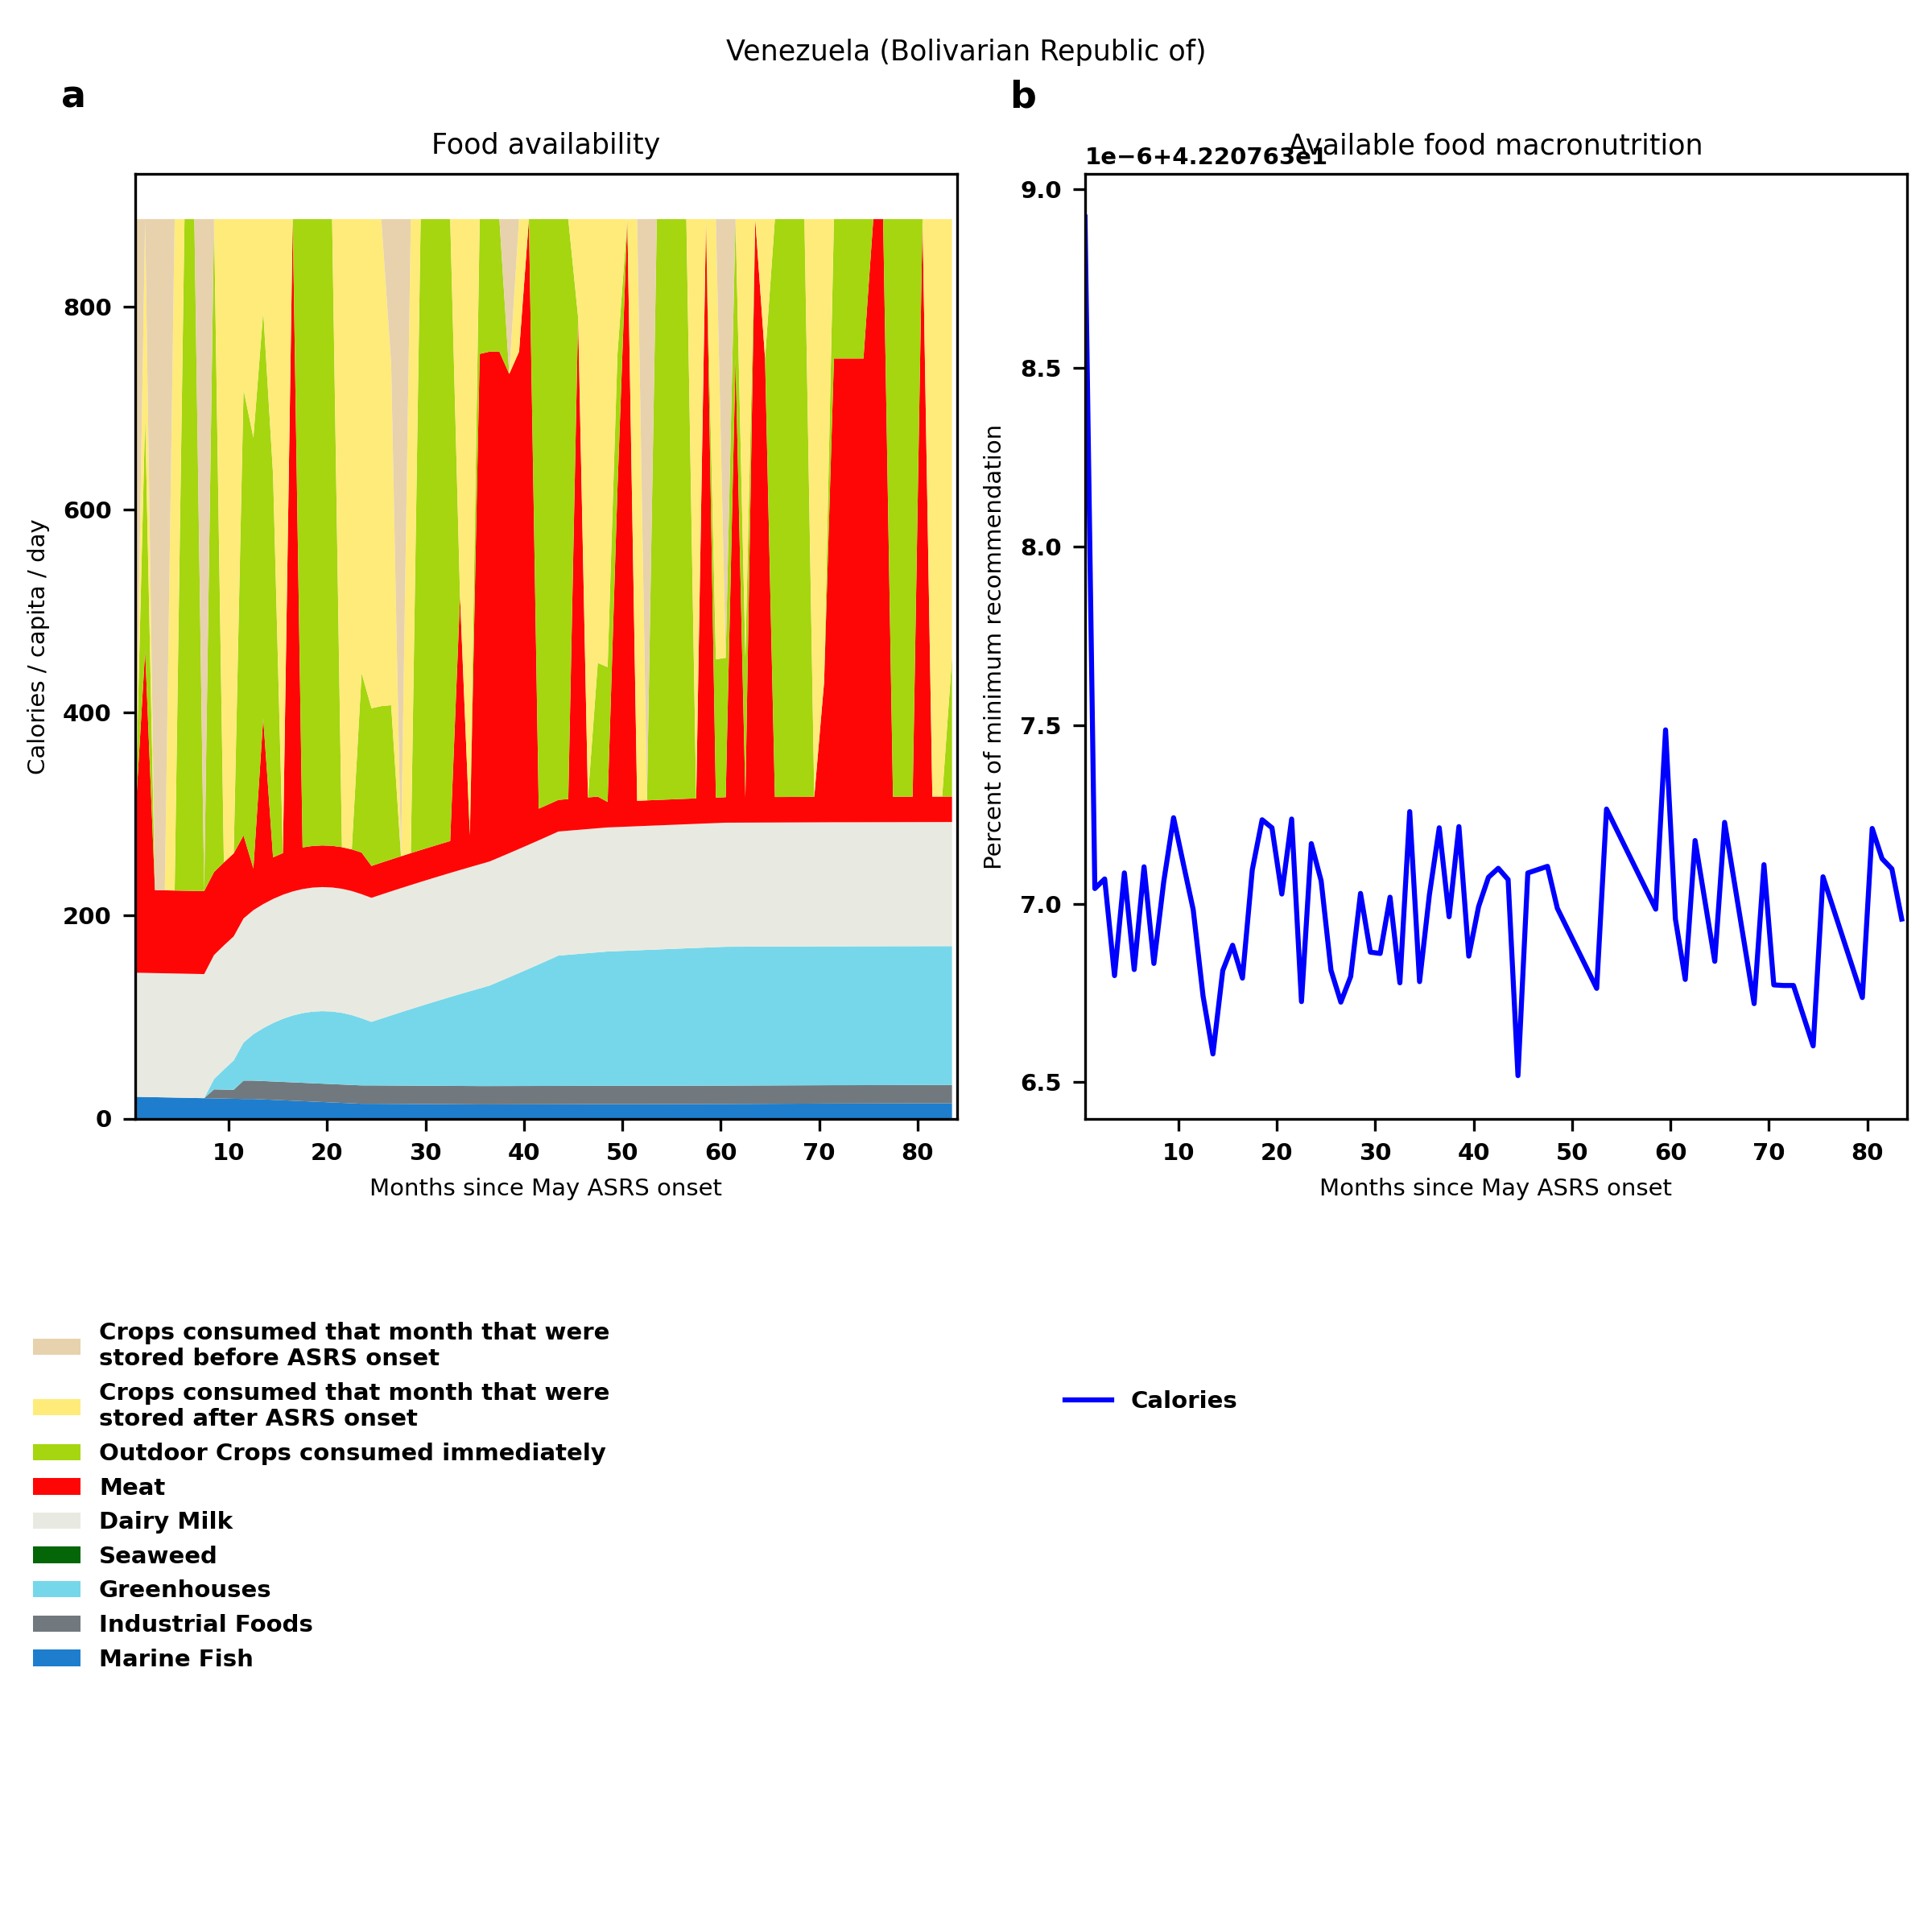 Venezuela (Bolivarian Republic of)
a
b
Food availability
Available food macronutrition
1e−6+4.220763e1
Calories / capita / day
800
600
400
200
0
10 20 30 40 50 60 70 80
Months since May ASRS onset
Percent of minimum recommendation
9.0
8.5
8.0
7.5
7.0
6.5
10 20 30 40 50 60 70 80
Months since May ASRS onset
Crops consumed that month that were
stored before ASRS onset
Crops consumed that month that were
stored after ASRS onset
Outdoor Crops consumed immediately
Meat
Dairy Milk
Seaweed
Greenhouses
Industrial Foods
Marine Fish
Calories